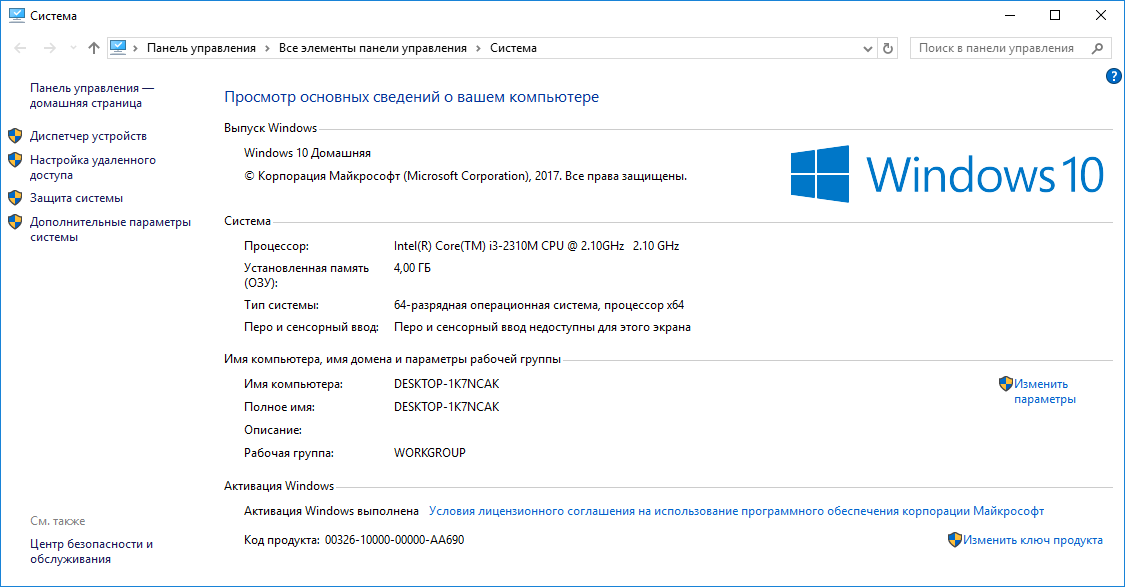 Система
Панель управления › Все элементы панели управления › Система
Поиск в панели управления
?
Панель управления —
домашняя страница
Диспетчер устройств
Настройка удаленного
доступа
Защита системы
Дополнительные параметры
системы
См. также
Центр безопасности и
обслуживания
Просмотр основных сведений о вашем компьютере
Выпуск Windows
Windows 10 Домашняя
© Корпорация Майкрософт (Microsoft Corporation), 2017. Все права защищены.
Windows 10
Система
Процессор: Intel(R) Core(TM) i3-2310M CPU @ 2.10GHz 2.10 GHz
Установленная память 4,00 ГБ
(ОЗУ):
Тип системы: 64-разрядная операционная система, процессор x64
Перо и сенсорный ввод: Перо и сенсорный ввод недоступны для этого экрана
Имя компьютера, имя домена и параметры рабочей группы
Имя компьютера: DESKTOP-1K7NCAK
Изменить
параметры
Полное имя: DESKTOP-1K7NCAK
Описание:
Рабочая группа: WORKGROUP
Активация Windows
Активация Windows выполнена Условия лицензионного соглашения на использование программного обеспечения корпорации Майкрософт
Код продукта: 00326-10000-00000-AA690 Изменить ключ продукта